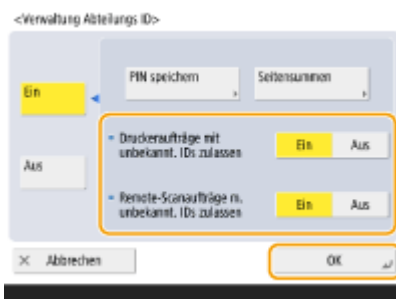 <Verwaltung Abteilungs ID>
Ein
PIN speichern
Seitensummen
Druckeraufträge mit
unbekannt. IDs zulassen
Ein
Aus
Aus
Remote-Scanaufträge m.
unbekannt. IDs zulassen
Ein
Aus
× Abbrechen
OK